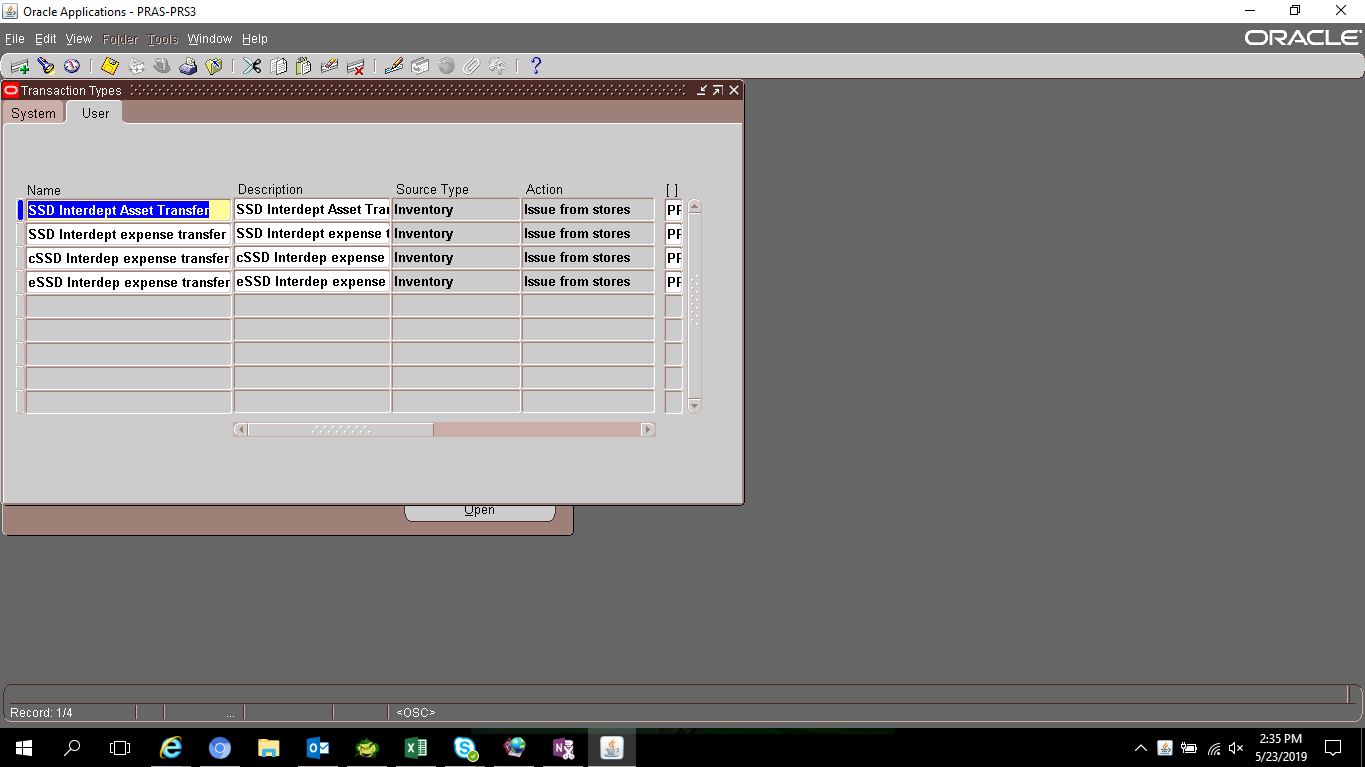 Oracle Applications - PRAS-PRS3
File Edit View Folder Tools Window Help
ORACLE
Transaction Types
System User
Name Description Source Type Action [ ]
SSD Interdept Asset Transfer SSD Interdept Asset Tra Inventory Issue from stores PF
SSD Interdept expense transfer SSD Interdept expense t Inventory Issue from stores PF
cSSD Interdep expense transfer cSSD Interdep expense Inventory Issue from stores PF
eSSD Interdep expense transfer eSSD Interdep expense Inventory Issue from stores PF
Open
Record: 1/4 ... <OSC>
2:35 PM
5/23/2019